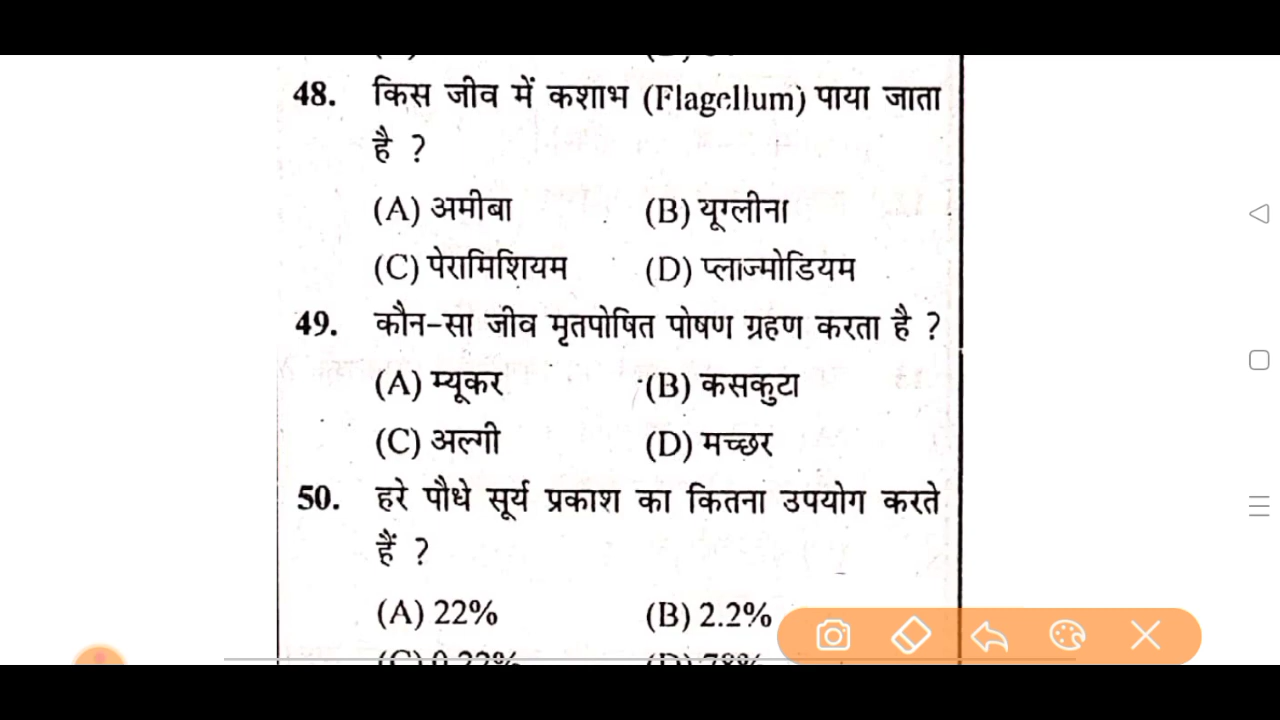 48. किस जीव में कशाभ (Flagellum) पाया जाता
है ?
(A) अमीबा (B) यूग्लीना
(C) पेरामिशियम (D) प्लाज्मोडियम
49. कौन-सा जीव मृतपोषित पोषण ग्रहण करता है ?
(A) म्यूकर (B) कसकुटा
(C) अल्गी (D) मच्छर
50. हरे पौधे सूर्य प्रकाश का कितना उपयोग करते
हैं ?
(A) 22% (B) 2.2%